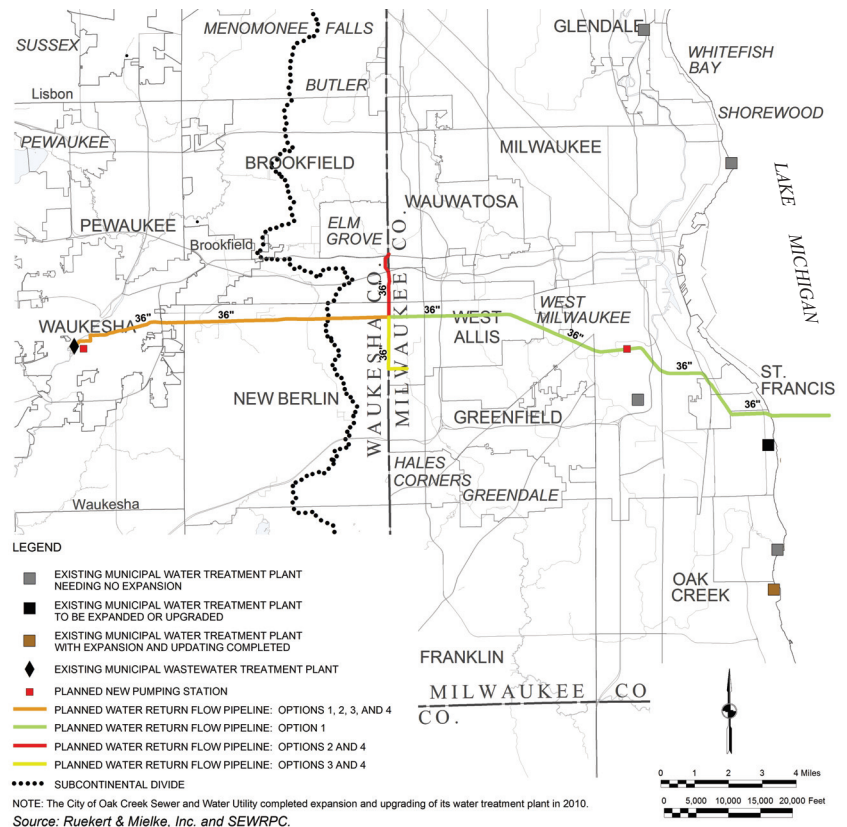 SUSSEX
MENOMONEE FALLS
GLENDALE
WHITEFISH
BAY
Lisbon
BUTLER
SHOREWOOD
PEWAUKEE
BROOKFIELD
MILWAUKEE
LAKE MICHIGAN
WAUWATOSA
PEWAUKEE
Brookfield
ELM
GROVE
WAUKESHA CO.
MILWAUKEE CO.
36"
WAUKESHA
36"
36"
36"
WEST
ALLIS
WEST
MILWAUKEE
36"
36"
36"
36"
ST.
FRANCIS
NEW BERLIN
GREENFIELD
HALES
CORNERS
GREENDALE
Waukesha
OAK
CREEK
FRANKLIN
MILWAUKEE CO
CO.
LEGEND
EXISTING MUNICIPAL WATER TREATMENT PLANT
NEEDING NO EXPANSION
EXISTING MUNICIPAL WATER TREATMENT PLANT
TO BE EXPANDED OR UPGRADED
EXISTING MUNICIPAL WATER TREATMENT PLANT
WITH EXPANSION AND UPDATING COMPLETED
EXISTING MUNICIPAL WASTEWATER TREATMENT PLANT
PLANNED NEW PUMPING STATION
PLANNED WATER RETURN FLOW PIPELINE: OPTIONS 1, 2, 3, AND 4
PLANNED WATER RETURN FLOW PIPELINE: OPTION 1
PLANNED WATER RETURN FLOW PIPELINE: OPTIONS 2 AND 4
PLANNED WATER RETURN FLOW PIPELINE: OPTIONS 3 AND 4
SUBCONTINENTAL DIVIDE
0 1 2 3 4 Miles
0 5,000 10,000 15,000 20,000 Feet
NOTE: The City of Oak Creek Sewer and Water Utility completed expansion and upgrading of its water treatment plant in 2010.
Source: Ruekert & Mielke, Inc. and SEWRPC.